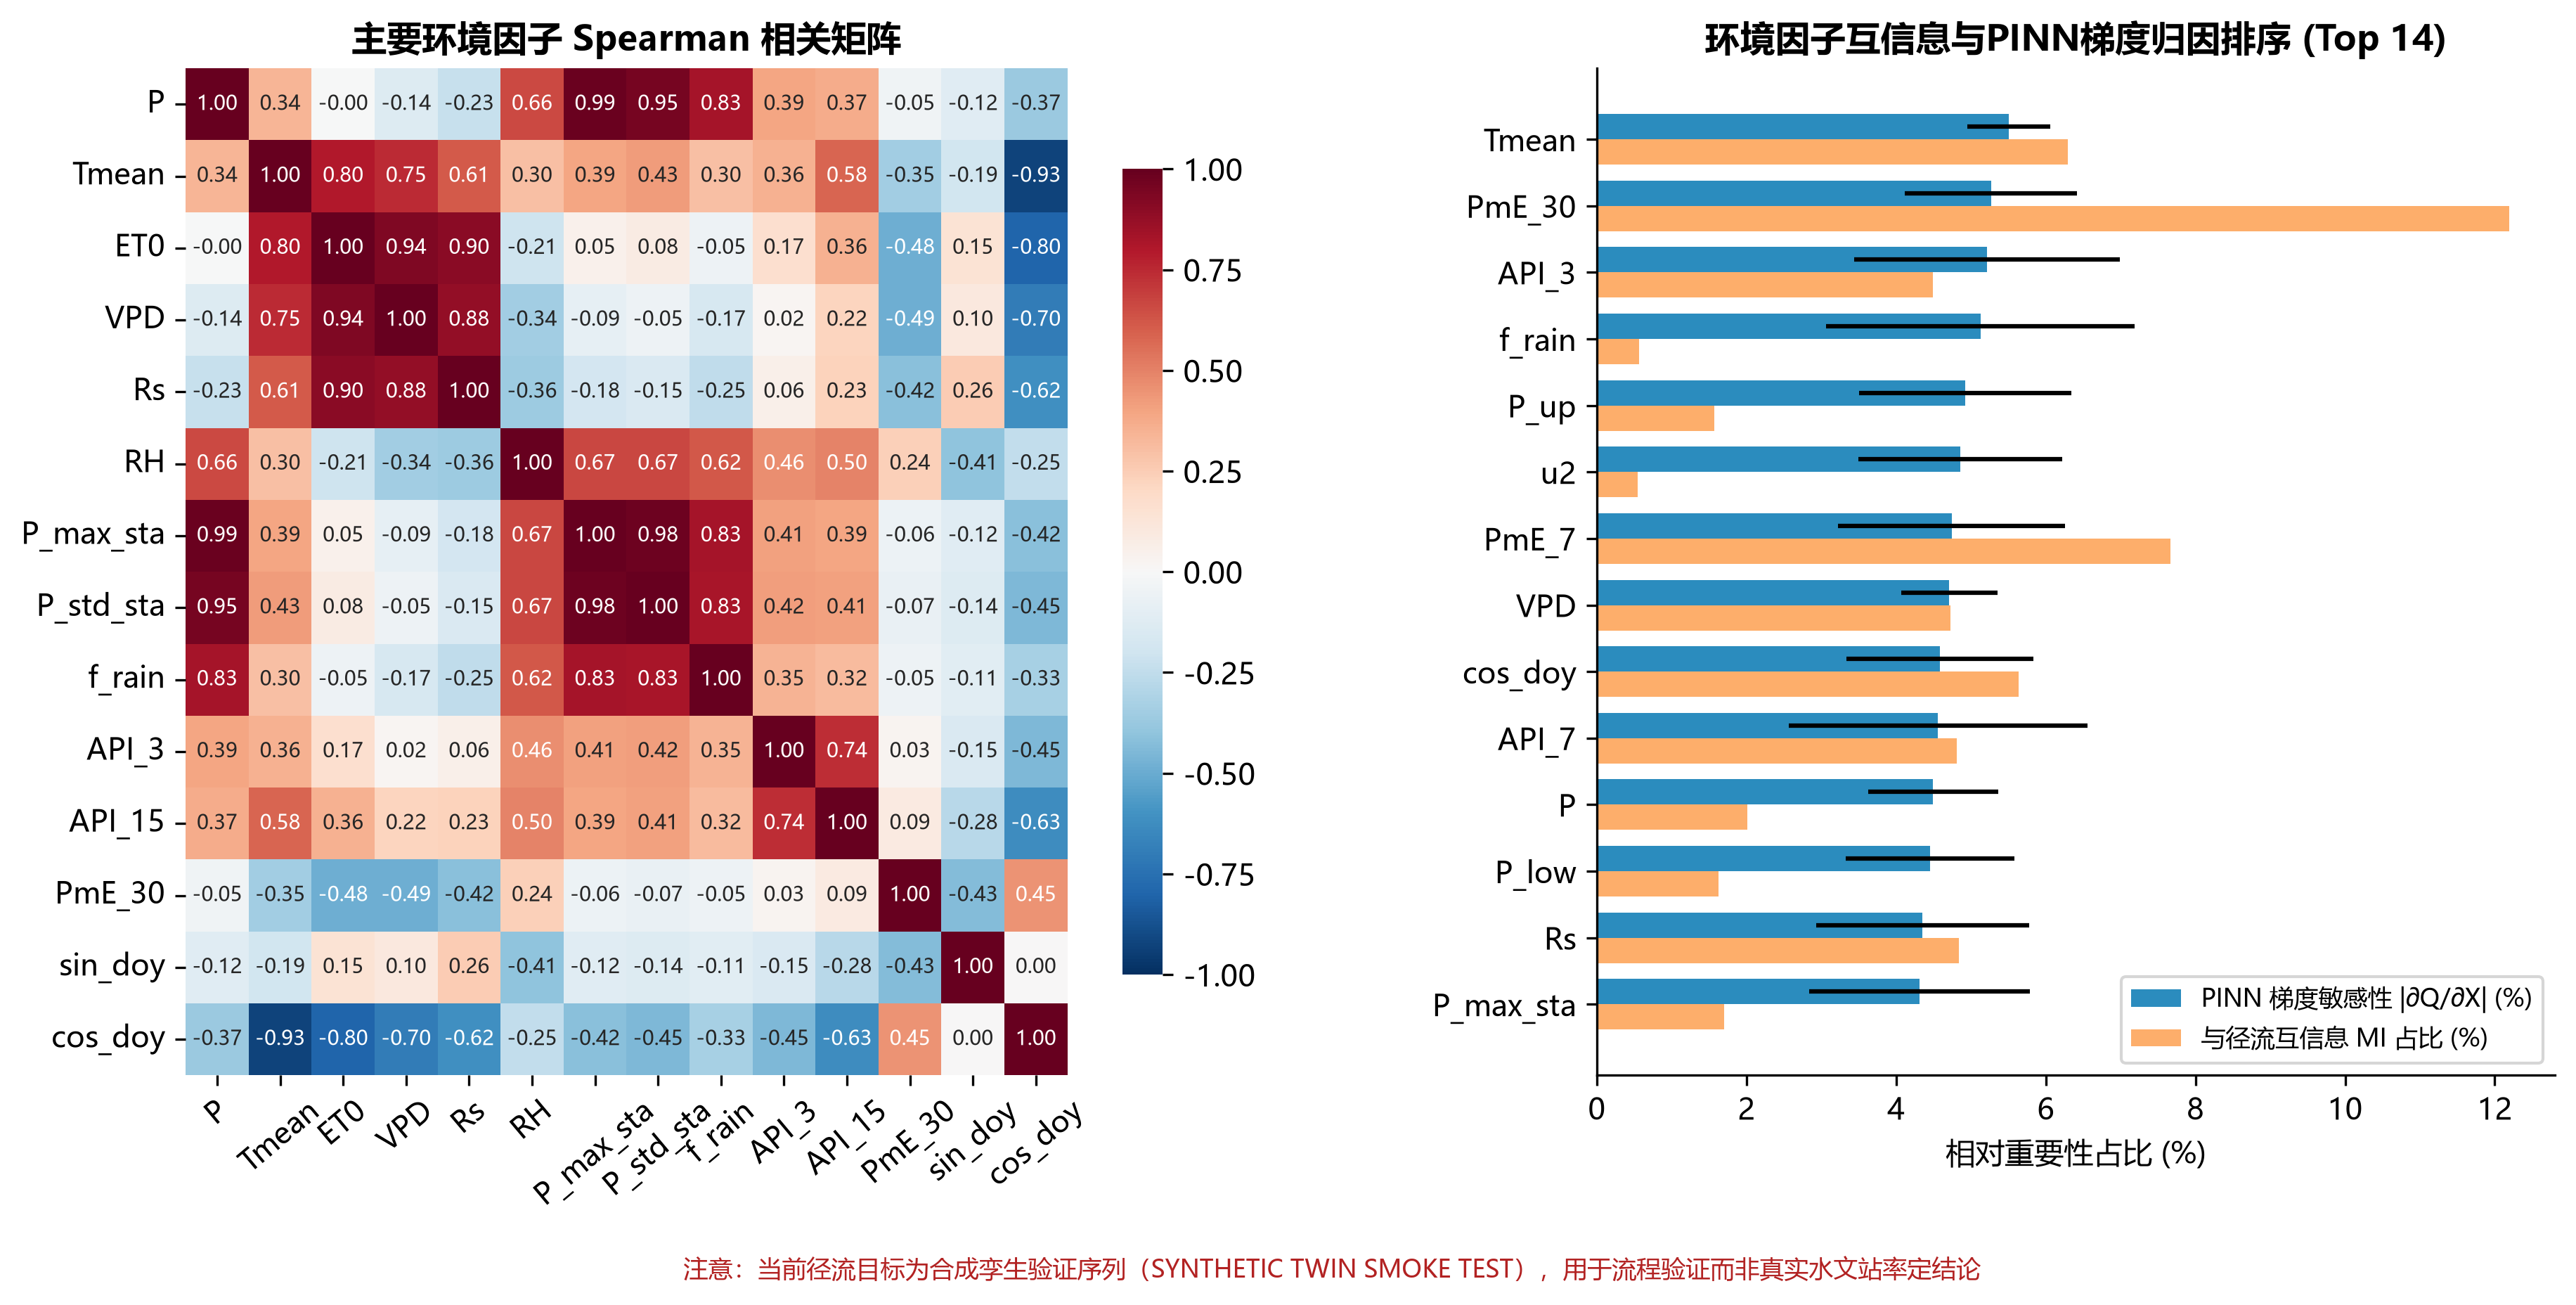 主要环境因子 Spearman 相关矩阵
P 1.00 0.34 -0.00 -0.14 -0.23 0.66 0.99 0.95 0.83 0.39 0.37 -0.05 -0.12 -0.37
Tmean 0.34 1.00 0.80 0.75 0.61 0.30 0.39 0.43 0.30 0.36 0.58 -0.35 -0.19 -0.93
ET0 -0.00 0.80 1.00 0.94 0.90 -0.21 0.05 0.08 -0.05 0.17 0.36 -0.48 0.15 -0.80
VPD -0.14 0.75 0.94 1.00 0.88 -0.34 -0.09 -0.05 -0.17 0.02 0.22 -0.49 0.10 -0.70
Rs -0.23 0.61 0.90 0.88 1.00 -0.36 -0.18 -0.15 -0.25 0.06 0.23 -0.42 0.26 -0.62
RH 0.66 0.30 -0.21 -0.34 -0.36 1.00 0.67 0.67 0.62 0.46 0.50 0.24 -0.41 -0.25
P_max_sta 0.99 0.39 0.05 -0.09 -0.18 0.67 1.00 0.98 0.83 0.41 0.39 -0.06 -0.12 -0.42
P_std_sta 0.95 0.43 0.08 -0.05 -0.15 0.67 0.98 1.00 0.83 0.42 0.41 -0.07 -0.14 -0.45
f_rain 0.83 0.30 -0.05 -0.17 -0.25 0.62 0.83 0.83 1.00 0.35 0.32 -0.05 -0.11 -0.33
API_3 0.39 0.36 0.17 0.02 0.06 0.46 0.41 0.42 0.35 1.00 0.74 0.03 -0.15 -0.45
API_15 0.37 0.58 0.36 0.22 0.23 0.50 0.39 0.41 0.32 0.74 1.00 0.09 -0.28 -0.63
PmE_30 -0.05 -0.35 -0.48 -0.49 -0.42 0.24 -0.06 -0.07 -0.05 0.03 0.09 1.00 -0.43 0.45
sin_doy -0.12 -0.19 0.15 0.10 0.26 -0.41 -0.12 -0.14 -0.11 -0.15 -0.28 -0.43 1.00 0.00
cos_doy -0.37 -0.93 -0.80 -0.70 -0.62 -0.25 -0.42 -0.45 -0.33 -0.45 -0.63 0.45 0.00 1.00
P Tmean ET0 VPD Rs RH P_max_sta P_std_sta f_rain API_3 API_15 PmE_30 sin_doy cos_doy
1.00
0.75
0.50
0.25
0.00
-0.25
-0.50
-0.75
-1.00
环境因子互信息与PINN梯度归因排序 (Top 14)
Tmean
PmE_30
API_3
f_rain
P_up
u2
PmE_7
VPD
cos_doy
API_7
P
P_low
Rs
P_max_sta
PINN 梯度敏感性 |∂Q/∂X| (%)
与径流互信息 MI 占比 (%)
0 2 4 6 8 10 12
相对重要性占比 (%)
注意：当前径流目标为合成孪生验证序列（SYNTHETIC TWIN SMOKE TEST），用于流程验证而非真实水文站率定结论